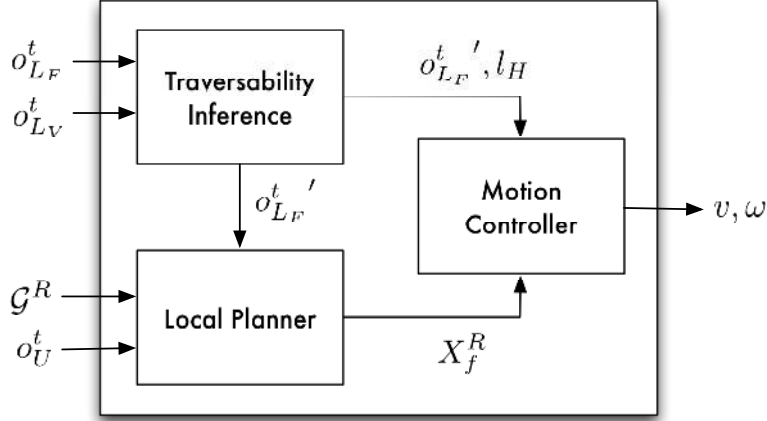 o^t_{L_F}
o^t_{L_V}
Traversability
Inference
o^t_{L_F}', l_H
o^t_{L_F}'
Motion
Controller
v, ω
𝒢^R
o^t_U
Local Planner
X^R_f